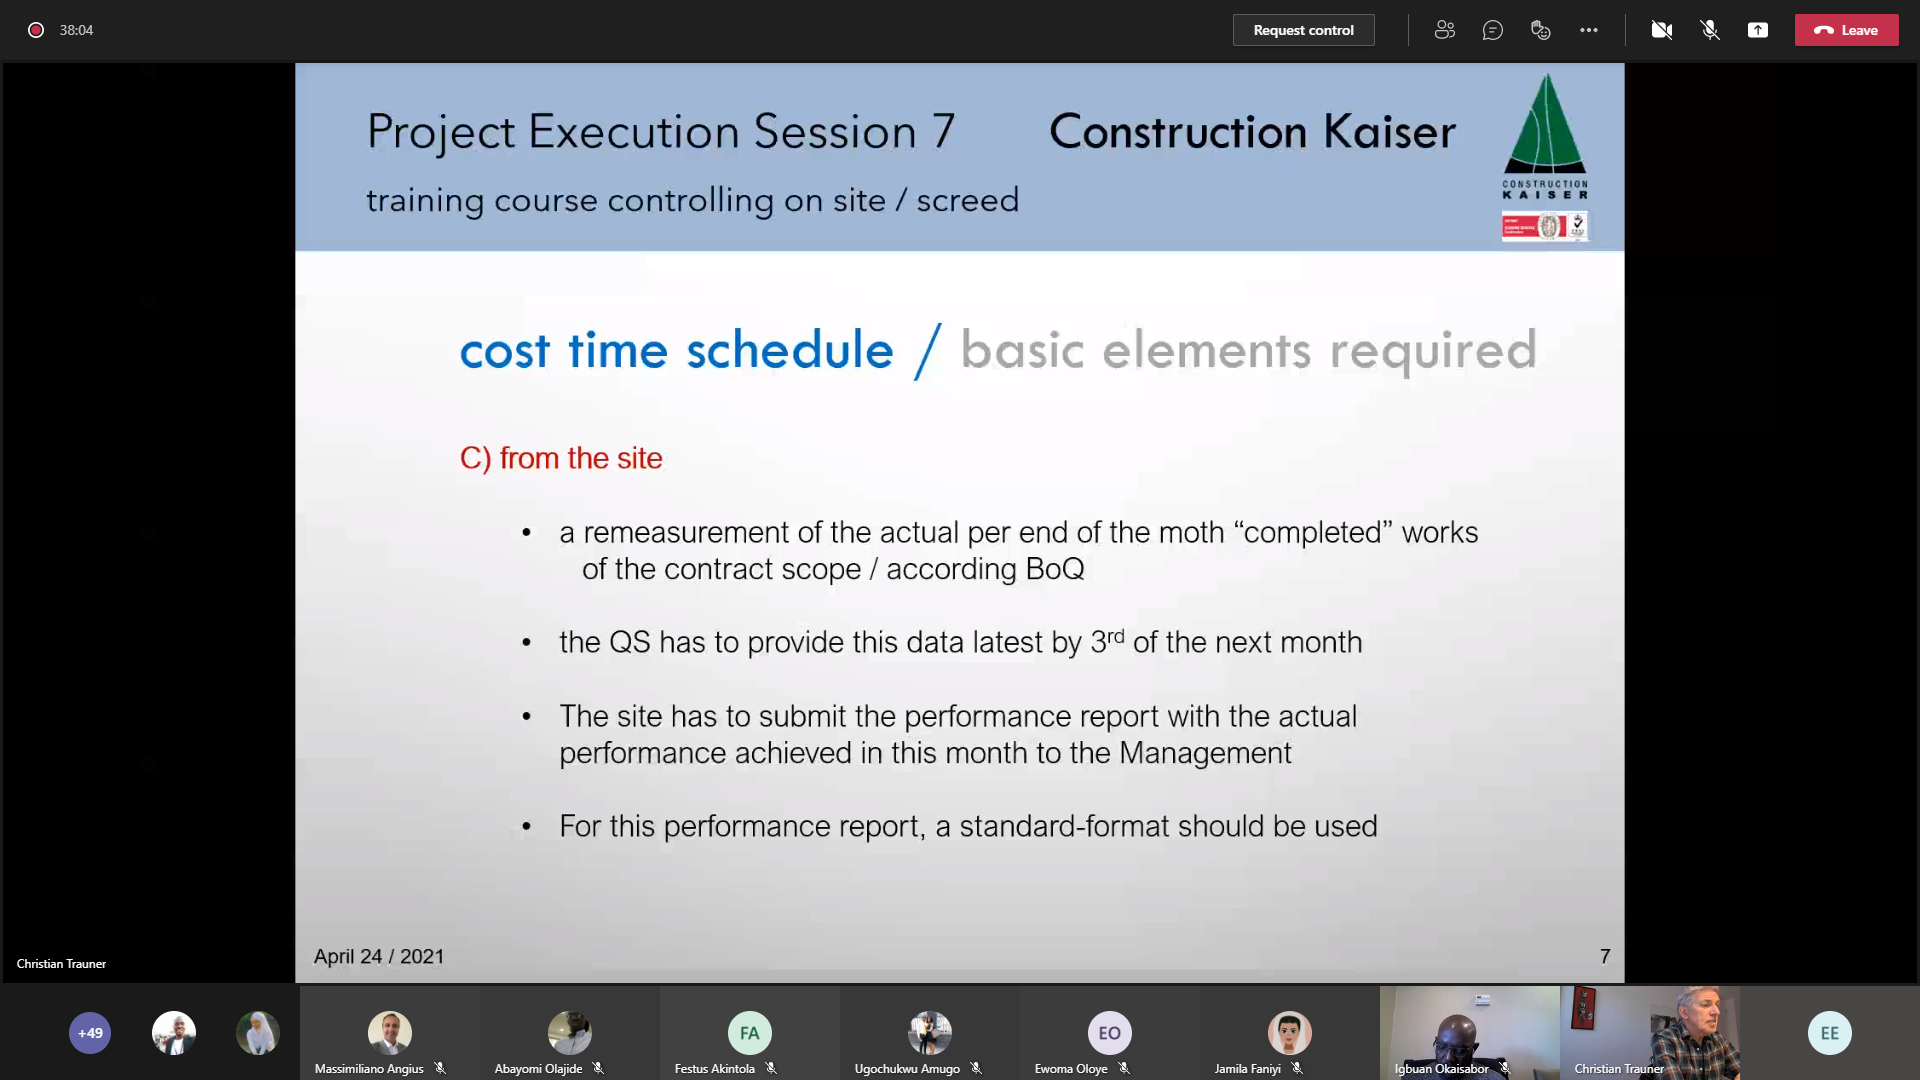 38:04
Request control
Leave
Project Execution Session 7
Construction Kaiser
training course controlling on site / screed
CONSTRUCTION
KAISER
cost time schedule / basic elements required
C) from the site
• a remeasurement of the actual per end of the moth “completed” works
of the contract scope / according BoQ
• the QS has to provide this data latest by 3rd of the next month
• The site has to submit the performance report with the actual
performance achieved in this month to the Management
• For this performance report, a standard-format should be used
April 24 / 2021
7
Christian Trauner
+49
FA
EO
EE
Massimiliano Angius
Abayomi Olajide
Festus Akintola
Ugochukwu Amugo
Ewoma Oloye
Jamila Faniyi
Igbuan Okaisabor
Christian Trauner